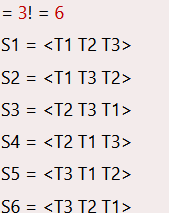 = 3! = 6
S1 = <T1 T2 T3>
S2 = <T1 T3 T2>
S3 = <T2 T3 T1>
S4 = <T2 T1 T3>
S5 = <T3 T1 T2>
S6 = <T3 T2 T1>